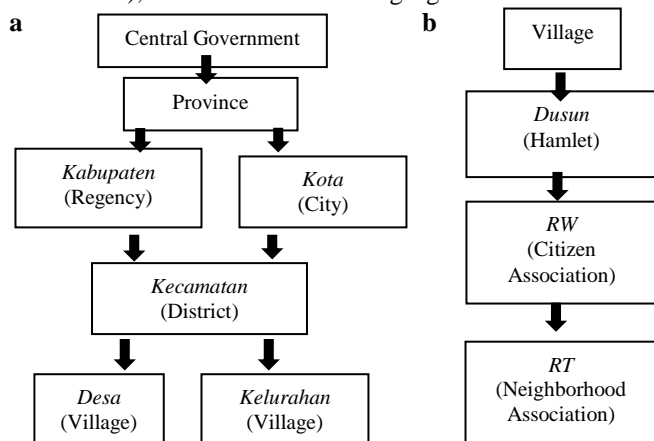 a
Central Government
Province
Kabupaten
(Regency)
Kota
(City)
Kecamatan
(District)
Desa
(Village)
Kelurahan
(Village)
b
Village
Dusun
(Hamlet)
RW
(Citizen
Association)
RT
(Neighborhood
Association)